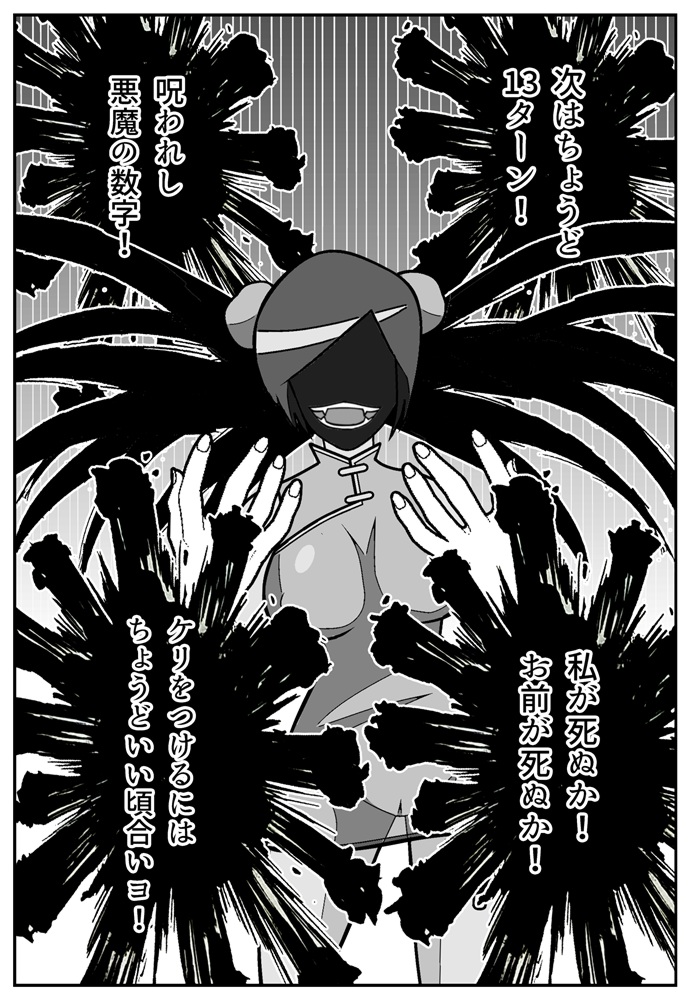 次はちょうど
13ターン！
呪われし
悪魔の数字！
私が死ぬか！
お前が死ぬか！
ケリをつけるには
ちょうどいい頃合いヨ！